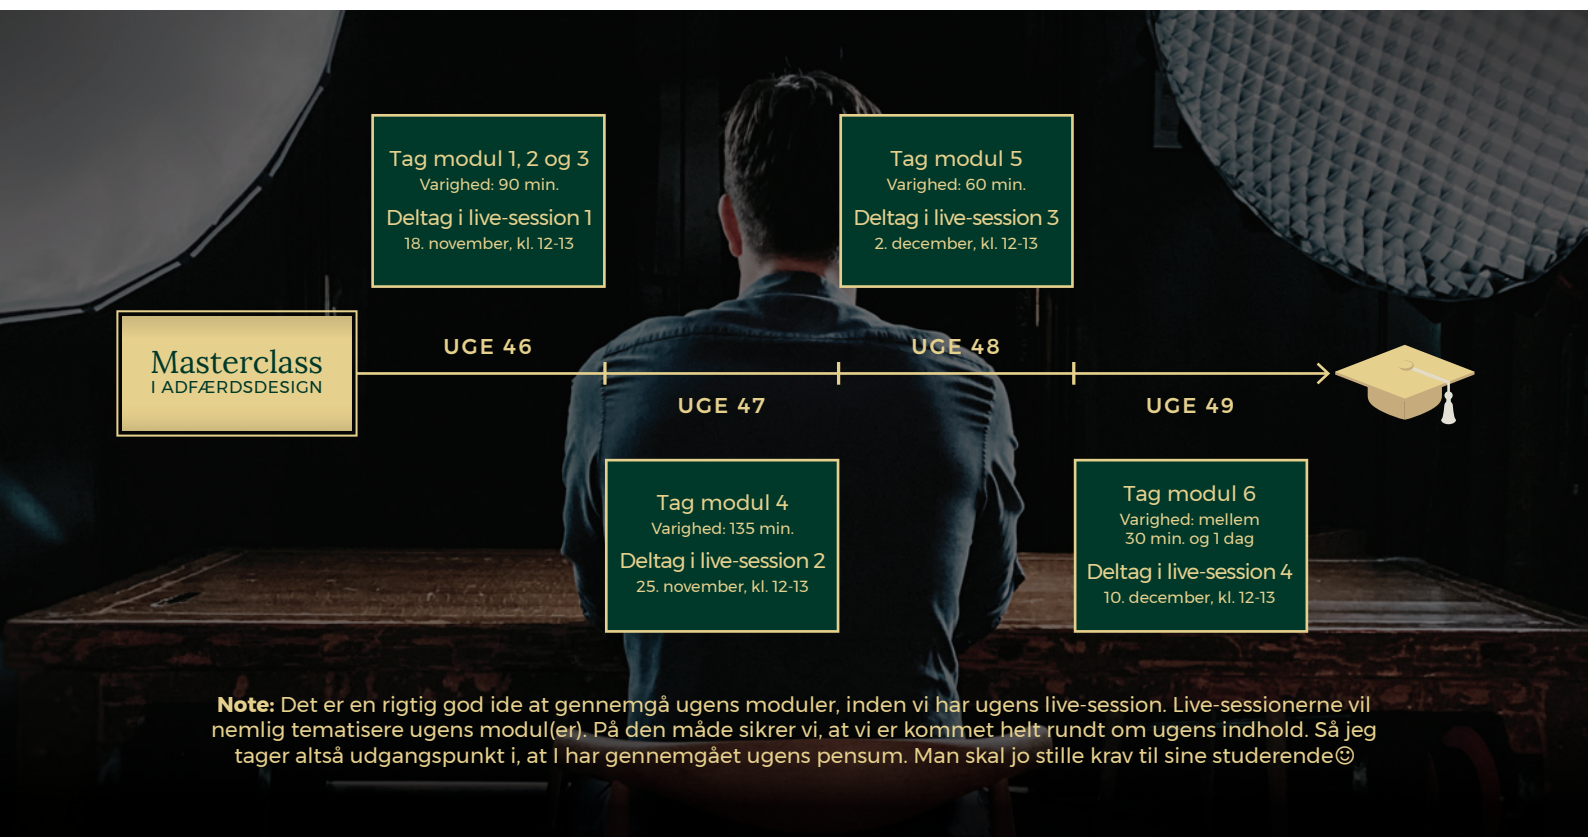 Tag modul 1, 2 og 3
Varighed: 90 min.
Deltag i live-session 1
18. november, kl. 12-13
Tag modul 5
Varighed: 60 min.
Deltag i live-session 3
2. december, kl. 12-13
Masterclass
I ADFÆRDSDESIGN
UGE 46
UGE 48
UGE 47
UGE 49
Tag modul 4
Varighed: 135 min.
Deltag i live-session 2
25. november, kl. 12-13
Tag modul 6
Varighed: mellem
30 min. og 1 dag
Deltag i live-session 4
10. december, kl. 12-13
Note: Det er en rigtig god ide at gennemgå ugens moduler, inden vi har ugens live-session. Live-sessionerne vil
nemlig tematisere ugens modul(er). På den måde sikrer vi, at vi er kommet helt rundt om ugens indhold. Så jeg
tager altså udgangspunkt i, at I har gennemgået ugens pensum. Man skal jo stille krav til sine studerende☺